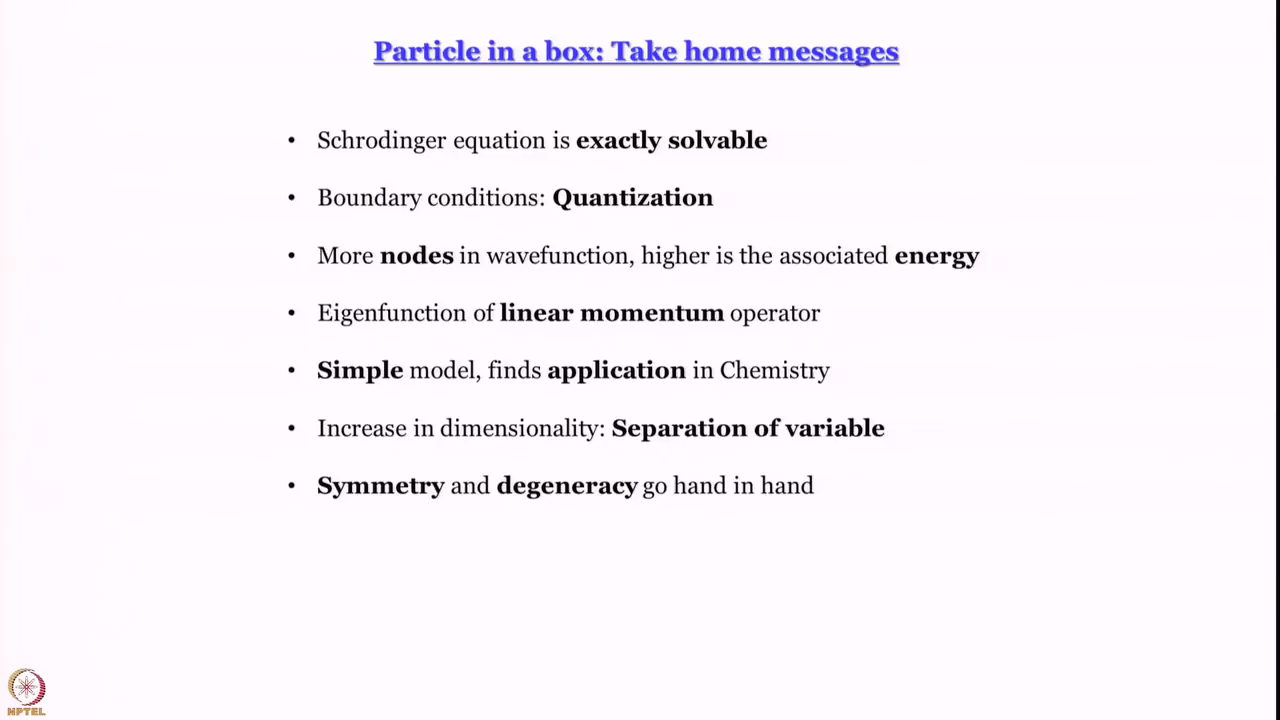 Particle in a box: Take home messages
• Schrodinger equation is exactly solvable
• Boundary conditions: Quantization
• More nodes in wavefunction, higher is the associated energy
• Eigenfunction of linear momentum operator
• Simple model, finds application in Chemistry
• Increase in dimensionality: Separation of variable
• Symmetry and degeneracy go hand in hand
NPTEL